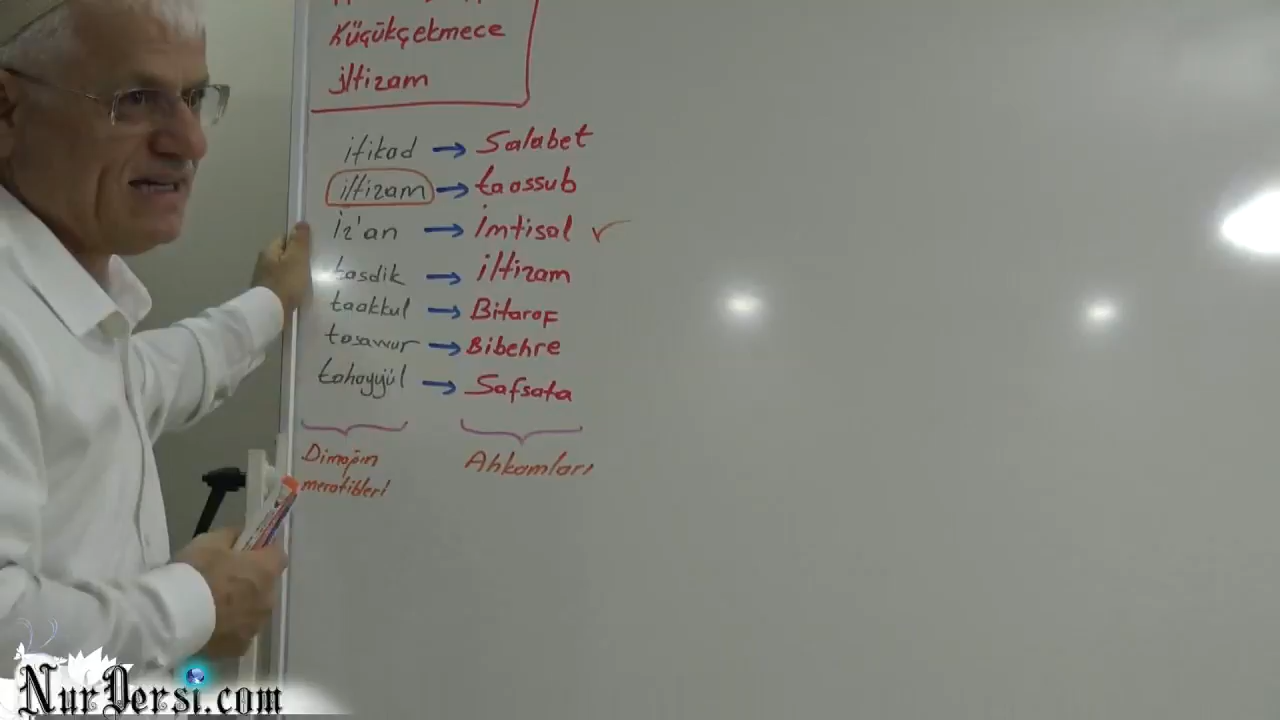 Küçükçekmece
iltizam
itikad → Salabet
iltizam → taassub
İz'an → İmtisal ✓
tasdik → iltizam
taakkul → Bitaraf
tasavvur → Bibehre
tahayyül → Safsata
Dimağın
meratibleri
Ahkamları
NurDersi.com